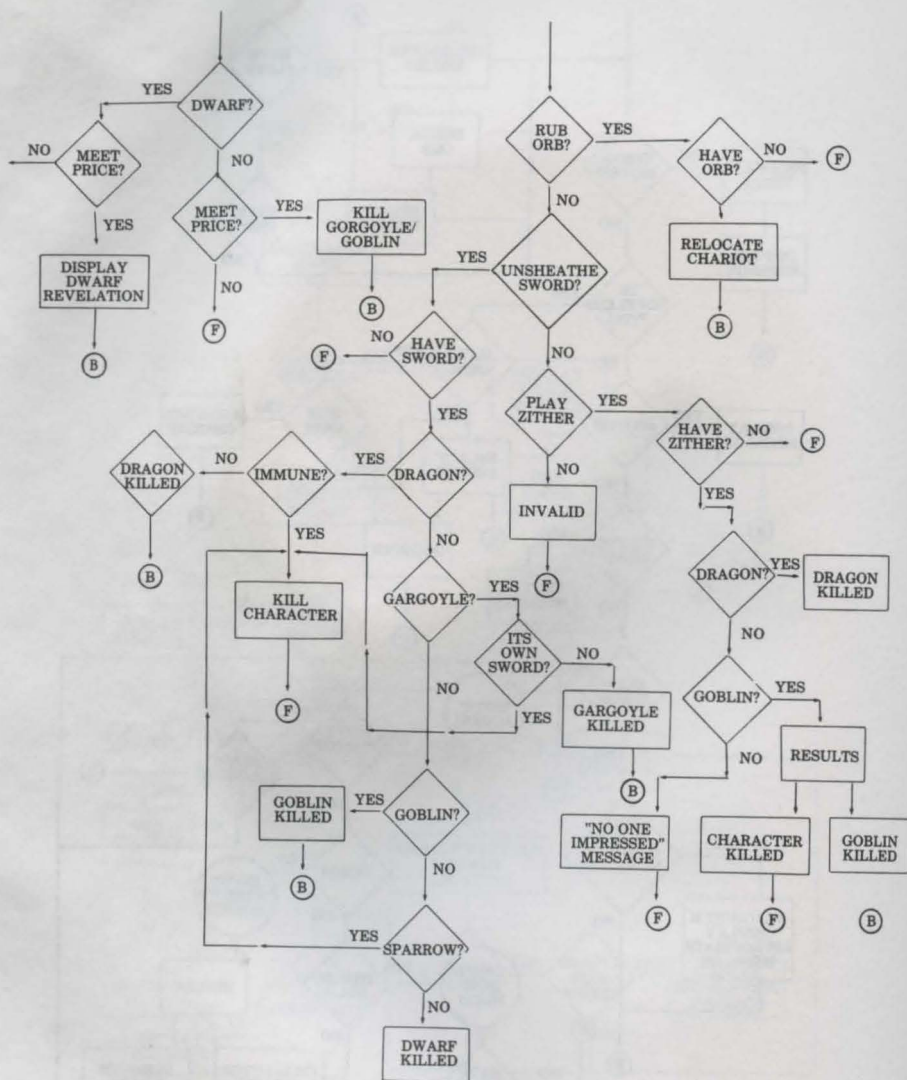 YES
DWARF?
NO
MEET
PRICE?
YES
DISPLAY
DWARF
REVELATION
B
NO
MEET
PRICE?
YES
KILL
GORGOYLE/
GOBLIN
B
NO
F
RUB
ORB?
YES
HAVE
ORB?
NO
F
RELOCATE
CHARIOT
B
NO
UNSHEATHE
SWORD?
YES
HAVE
SWORD?
NO
F
YES
DRAGON?
YES
IMMUNE?
NO
DRAGON
KILLED
B
YES
KILL
CHARACTER
F
NO
GARGOYLE?
YES
ITS
OWN
SWORD?
NO
GARGOYLE
KILLED
B
YES
NO
GOBLIN?
YES
GOBLIN
KILLED
B
NO
SPARROW?
YES
NO
DWARF
KILLED
NO
PLAY
ZITHER
YES
HAVE
ZITHER?
NO
F
NO
INVALID
F
YES
DRAGON?
YES
DRAGON
KILLED
NO
GOBLIN?
YES
RESULTS
NO
"NO ONE
IMPRESSED"
MESSAGE
F
CHARACTER
KILLED
F
GOBLIN
KILLED
B